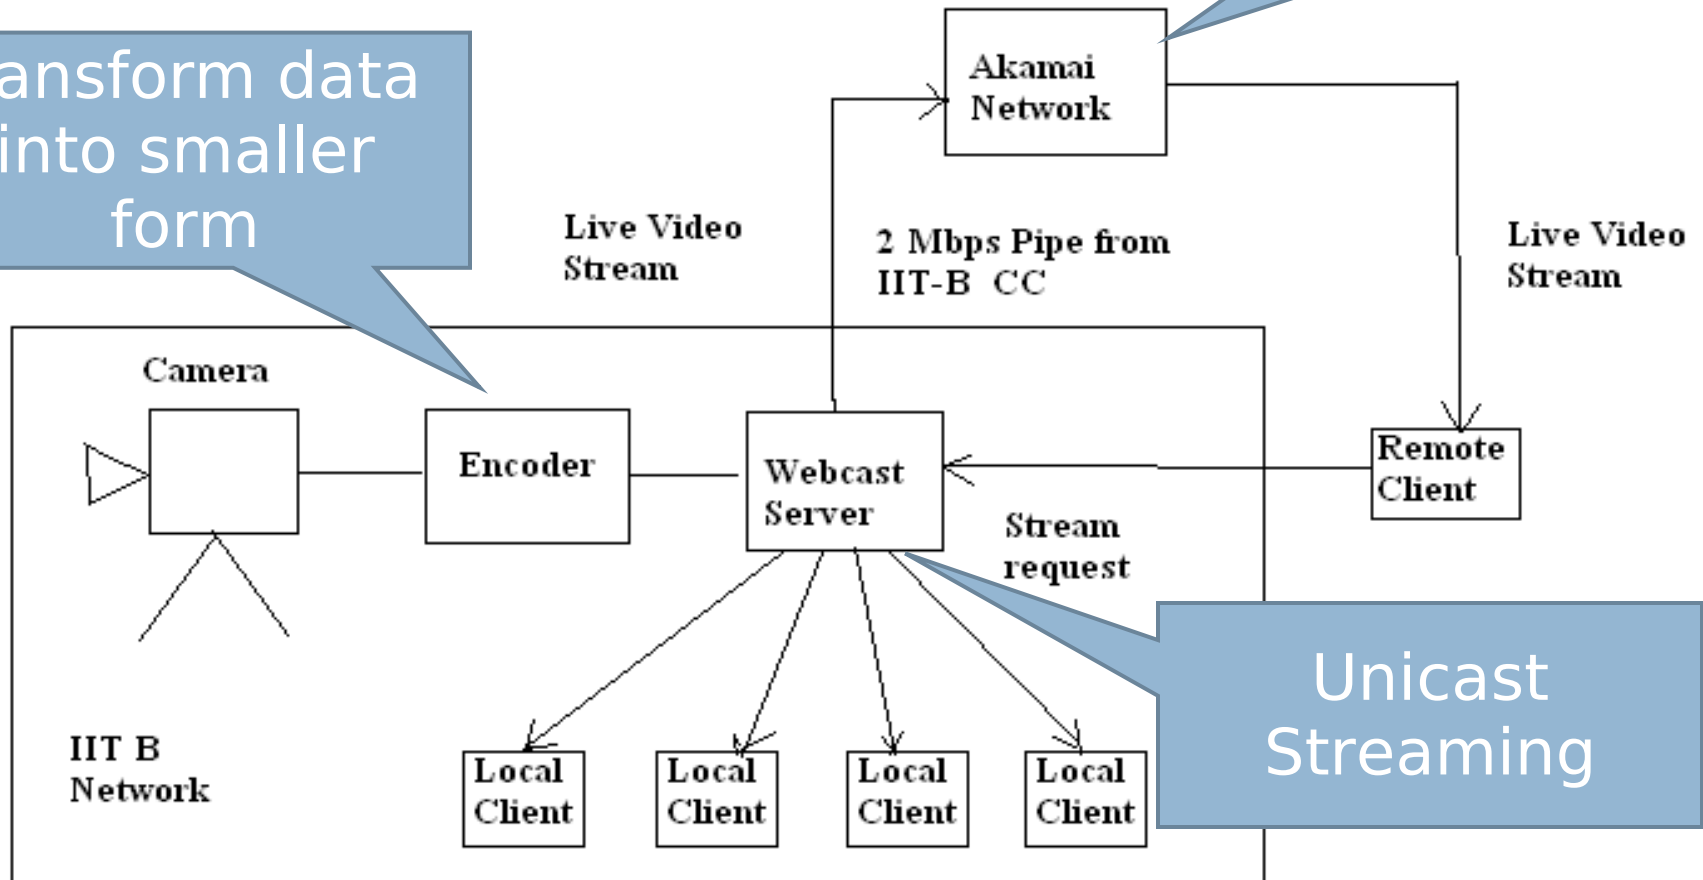 ansform data
into smaller
form
Akamai
Network
Live Video
Stream
2 Mbps Pipe from
IIT-B CC
Live Video
Stream
Camera
Encoder
Webcast
Server
Remote
Client
Stream
request
Unicast
Streaming
IIT B
Network
Local
Client
Local
Client
Local
Client
Local
Client